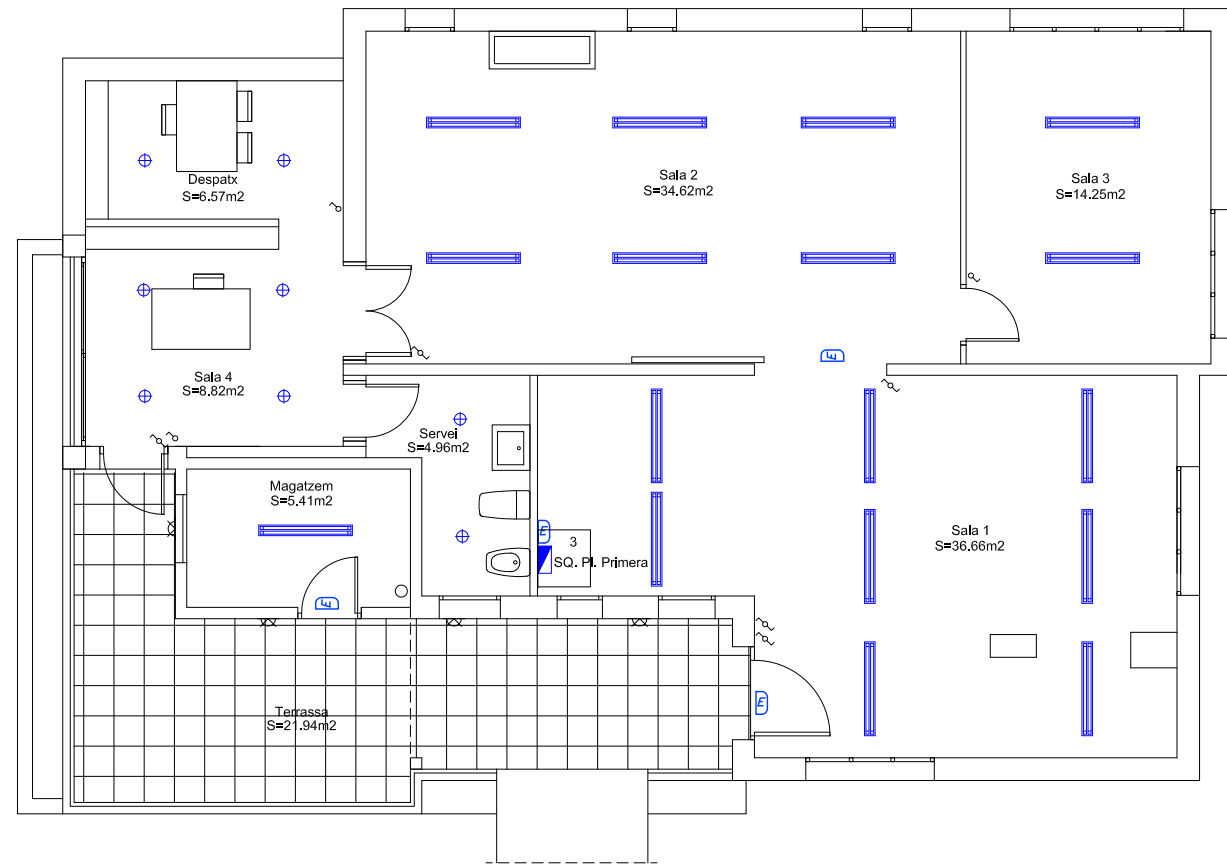 Despatx
S=6.57m2
Sala 2
S=34.62m2
Sala 3
S=14.25m2
Sala 4
S=8.82m2
Servei
S=4.96m2
E
Magatzem
S=5.41m2
E
3
SQ. Pl. Primera
Sala 1
S=36.66m2
E
E
Terrassa
S=21.94m2